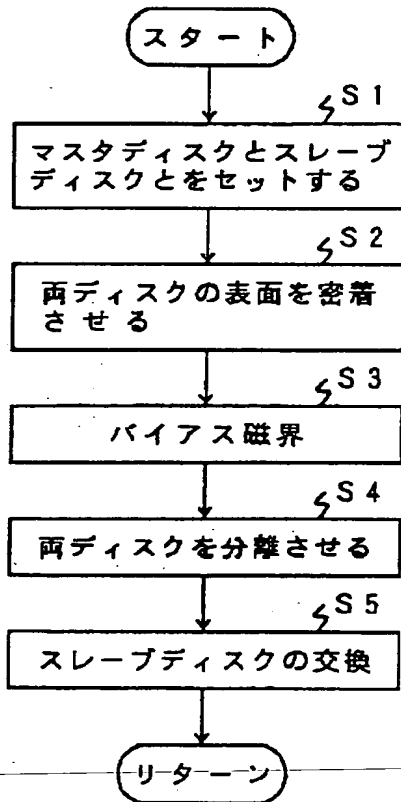 スタート
S1
マスタディスクとスレーブ
ディスクとをセットする
S2
両ディスクの表面を密着
させる
S3
バイアス磁界
S4
両ディスクを分離させる
S5
スレーブディスクの交換
リターン